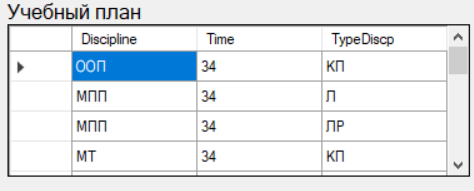 Учебный план
Discipline Time TypeDiscp
ООП 34 КП
МПП 34 Л
МПП 34 ЛР
МТ 34 КП